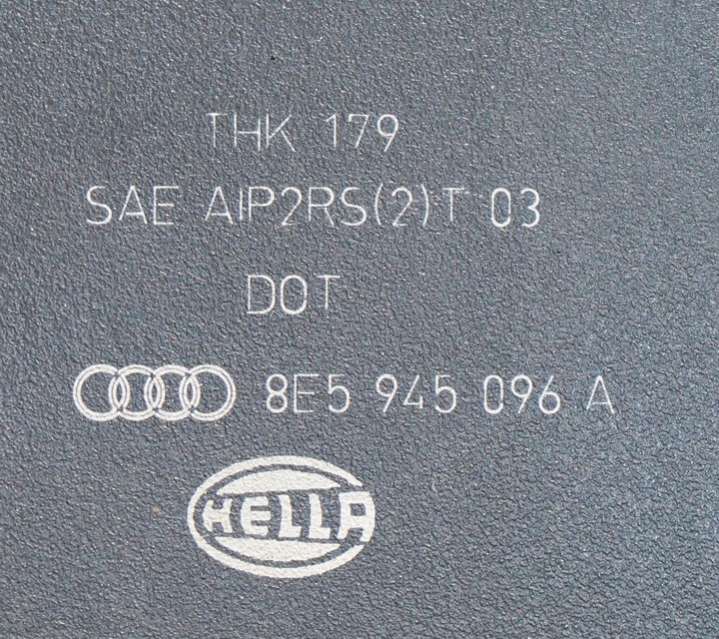 THK 179
SAE AIP2RS(2)T 03
DOT
8E5 945 096 A
HELLA